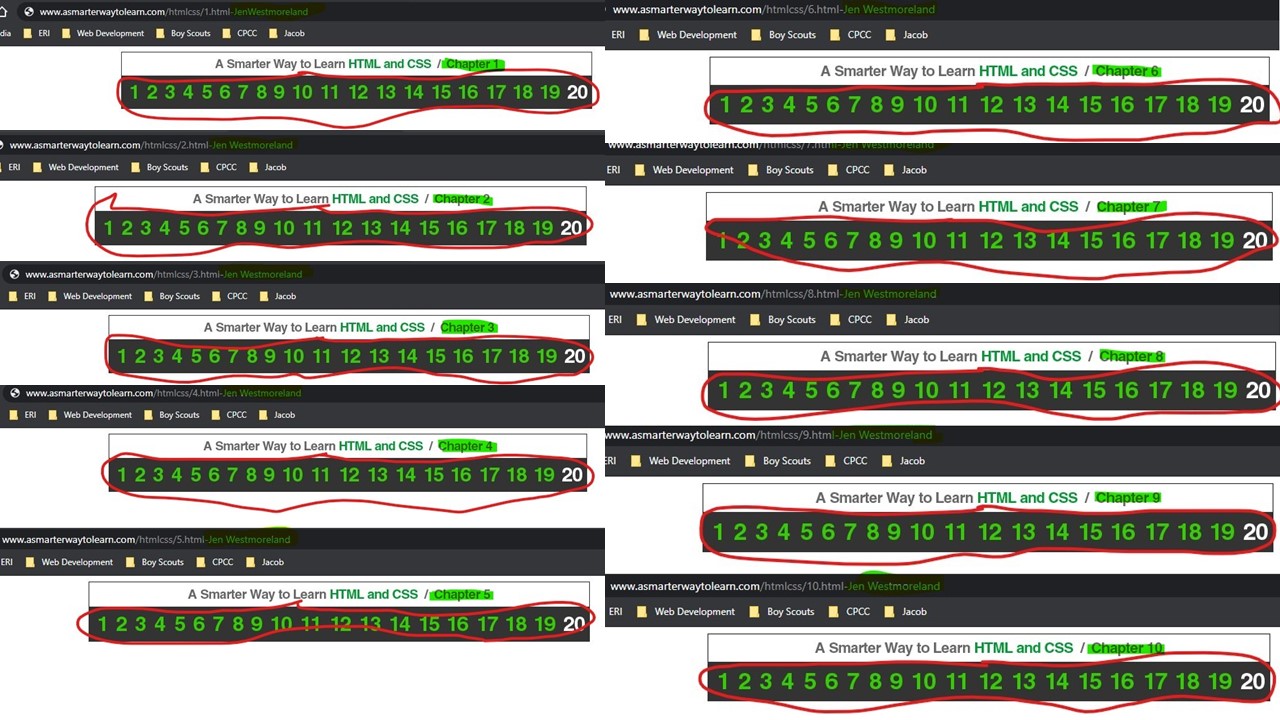 www.asmarterwaytolearn.com/htmlcss/1.html-JenWestmoreland
dia ERI Web Development Boy Scouts CPCC Jacob
A Smarter Way to Learn HTML and CSS / Chapter 1
1 2 3 4 5 6 7 8 9 10 11 12 13 14 15 16 17 18 19 20
www.asmarterwaytolearn.com/htmlcss/2.html-Jen Westmoreland
ERI Web Development Boy Scouts CPCC Jacob
A Smarter Way to Learn HTML and CSS / Chapter 2
1 2 3 4 5 6 7 8 9 10 11 12 13 14 15 16 17 18 19 20
www.asmarterwaytolearn.com/htmlcss/3.html-Jen Westmoreland
ERI Web Development Boy Scouts CPCC Jacob
A Smarter Way to Learn HTML and CSS / Chapter 3
1 2 3 4 5 6 7 8 9 10 11 12 13 14 15 16 17 18 19 20
www.asmarterwaytolearn.com/htmlcss/4.html-Jen Westmoreland
ERI Web Development Boy Scouts CPCC Jacob
A Smarter Way to Learn HTML and CSS / Chapter 4
1 2 3 4 5 6 7 8 9 10 11 12 13 14 15 16 17 18 19 20
www.asmarterwaytolearn.com/htmlcss/5.html-Jen Westmoreland
ERI Web Development Boy Scouts CPCC Jacob
A Smarter Way to Learn HTML and CSS / Chapter 5
1 2 3 4 5 6 7 8 9 10 11 12 13 14 15 16 17 18 19 20
www.asmarterwaytolearn.com/htmlcss/6.html-Jen Westmoreland
ERI Web Development Boy Scouts CPCC Jacob
A Smarter Way to Learn HTML and CSS / Chapter 6
1 2 3 4 5 6 7 8 9 10 11 12 13 14 15 16 17 18 19 20
www.asmarterwaytolearn.com/htmlcss/7.html-Jen Westmoreland
ERI Web Development Boy Scouts CPCC Jacob
A Smarter Way to Learn HTML and CSS / Chapter 7
1 2 3 4 5 6 7 8 9 10 11 12 13 14 15 16 17 18 19 20
www.asmarterwaytolearn.com/htmlcss/8.html-Jen Westmoreland
ERI Web Development Boy Scouts CPCC Jacob
A Smarter Way to Learn HTML and CSS / Chapter 8
1 2 3 4 5 6 7 8 9 10 11 12 13 14 15 16 17 18 19 20
www.asmarterwaytolearn.com/htmlcss/9.html-Jen Westmoreland
ERI Web Development Boy Scouts CPCC Jacob
A Smarter Way to Learn HTML and CSS / Chapter 9
1 2 3 4 5 6 7 8 9 10 11 12 13 14 15 16 17 18 19 20
www.asmarterwaytolearn.com/htmlcss/10.html-Jen Westmoreland
ERI Web Development Boy Scouts CPCC Jacob
A Smarter Way to Learn HTML and CSS / Chapter 10
1 2 3 4 5 6 7 8 9 10 11 12 13 14 15 16 17 18 19 20